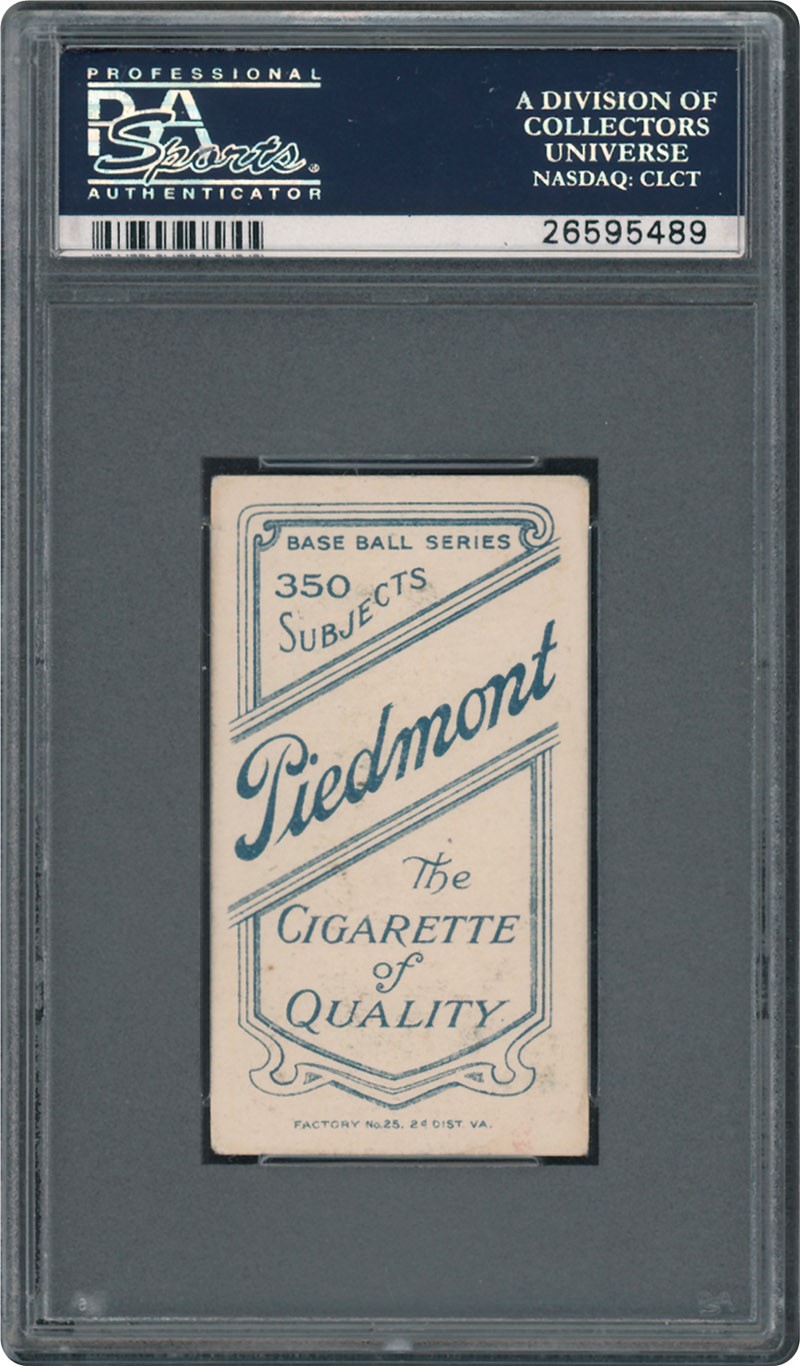 PROFESSIONAL
PSA
Sports®
AUTHENTICATOR
A DIVISION OF
COLLECTORS
UNIVERSE
NASDAQ: CLCT
26595489
BASE BALL SERIES
350
SUBJECTS
Piedmont
The
CIGARETTE
of
QUALITY
FACTORY No.25, 2d DIST. VA.